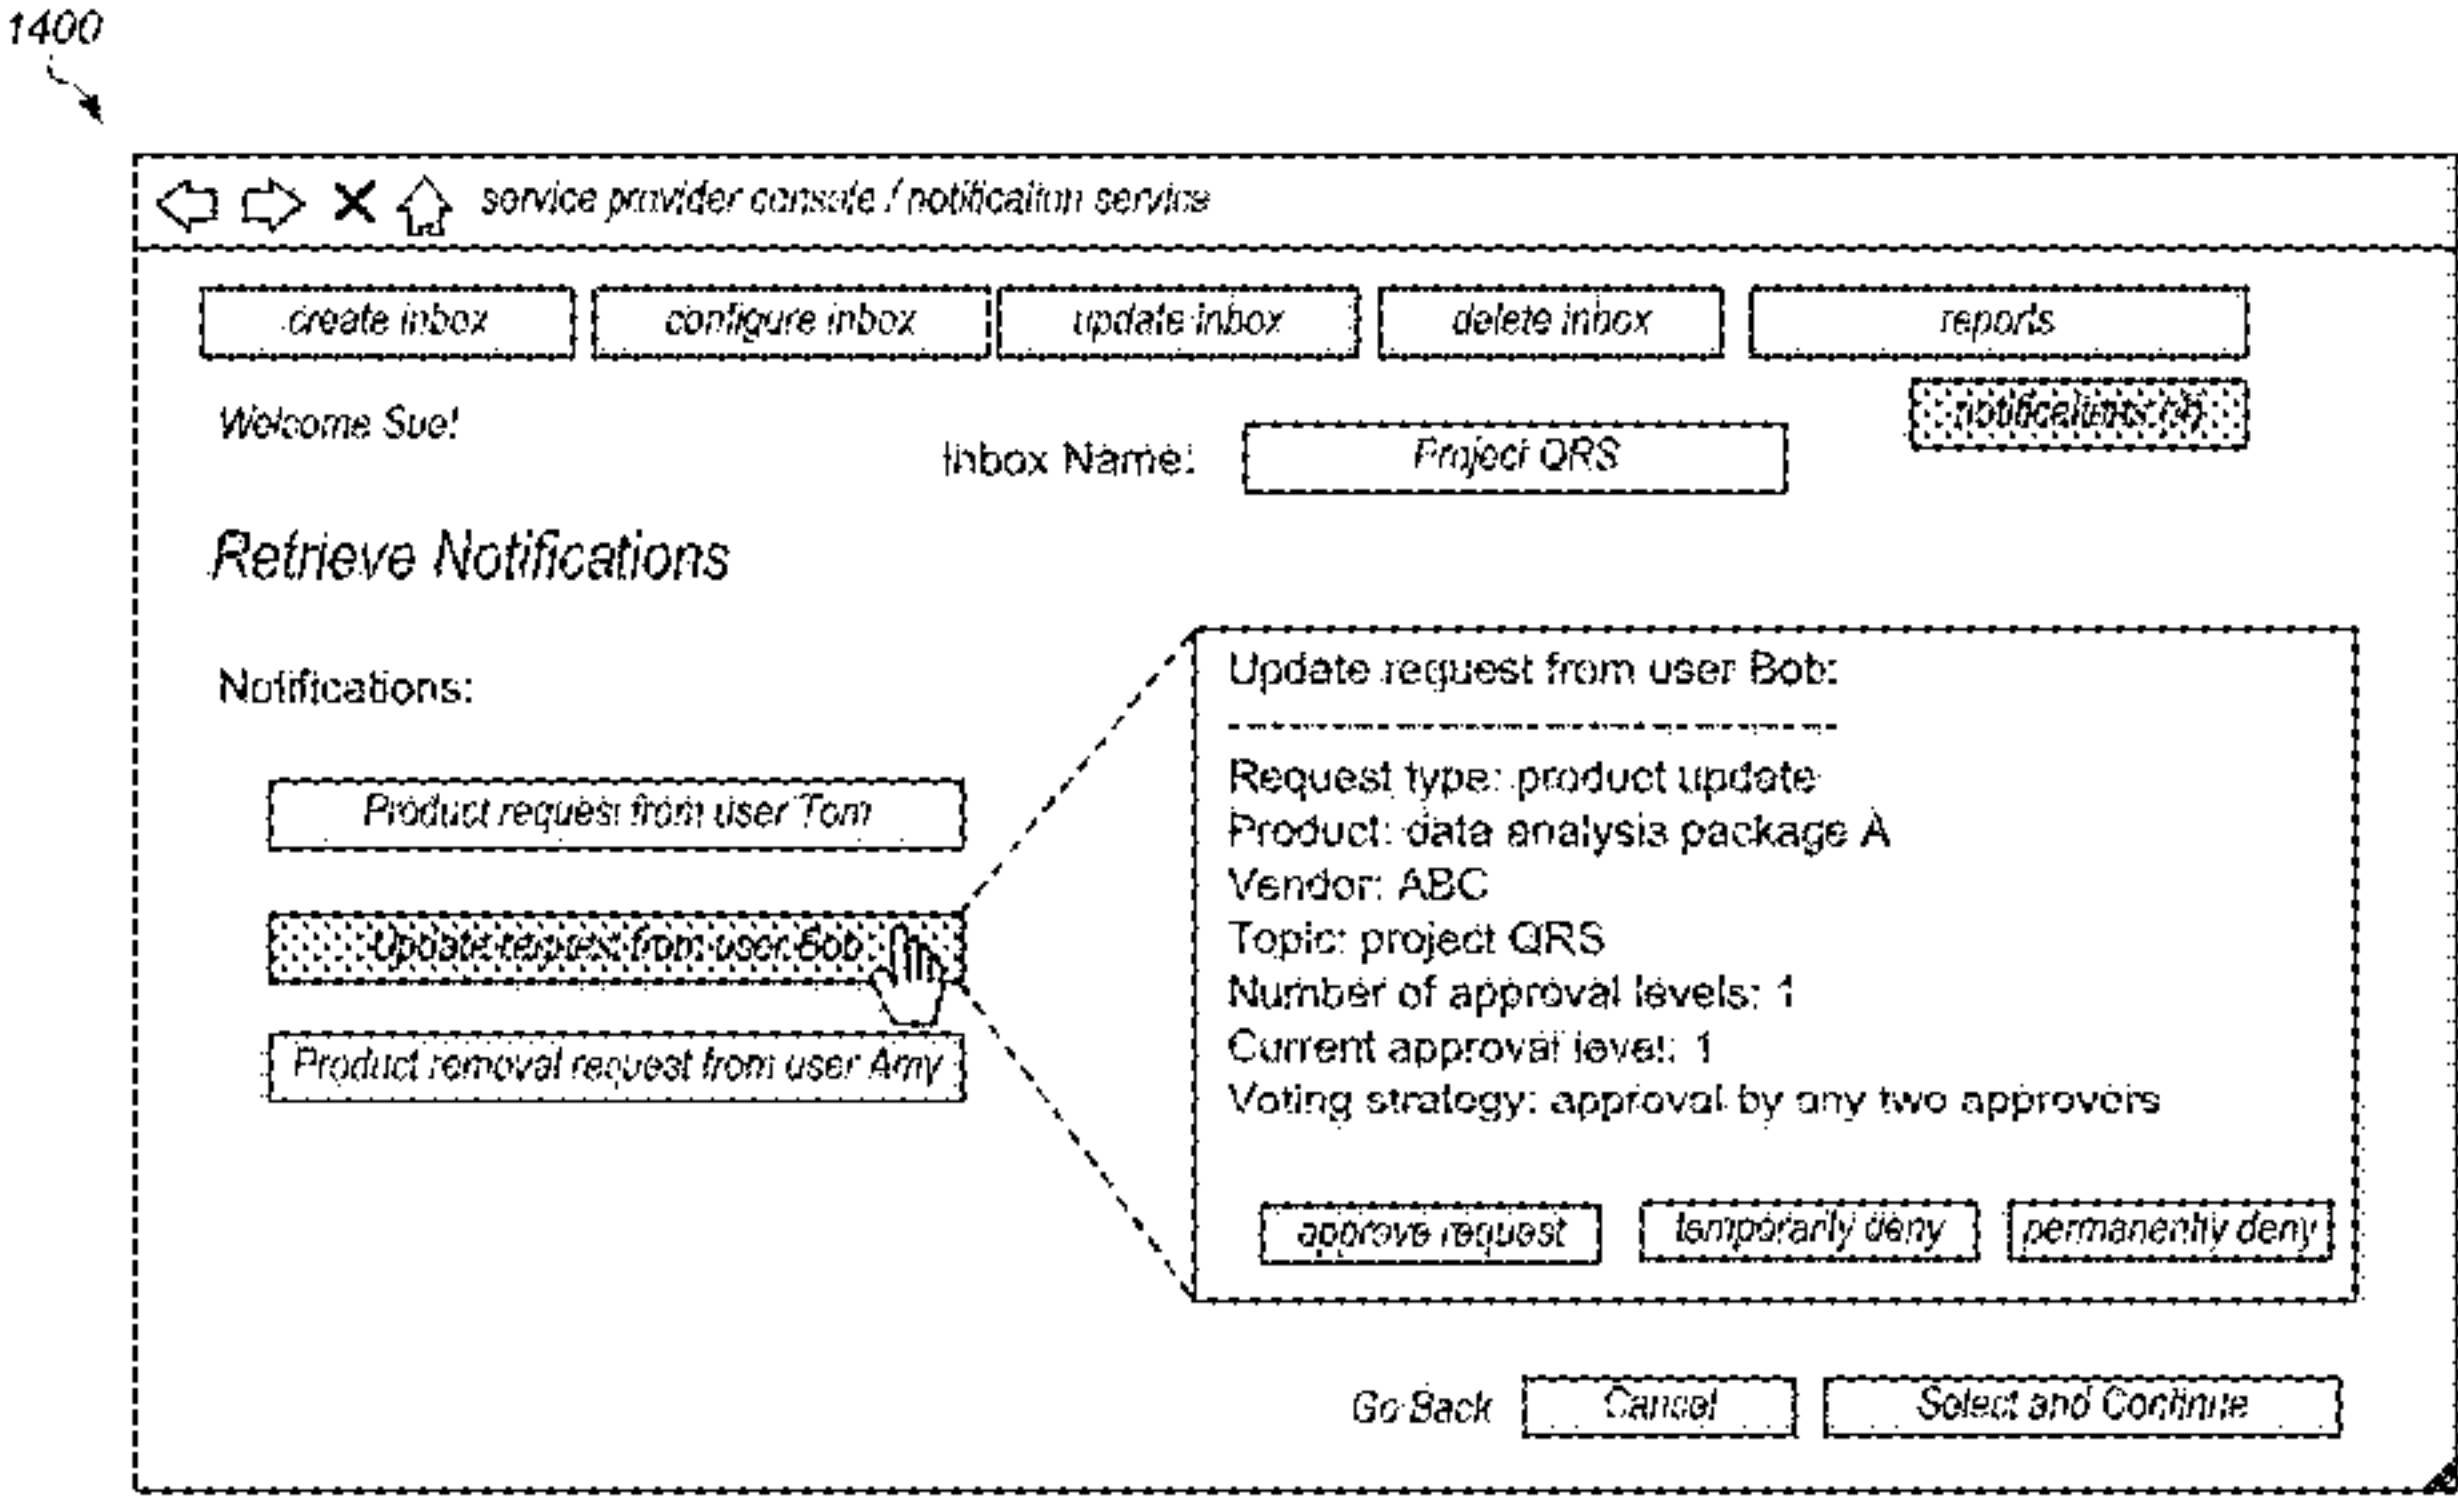 1400
service provider console / notification service
create inbox
configure inbox
update inbox
delete inbox
reports
Welcome Sue!
Inbox Name:
Project QRS
Retrieve Notifications
Notifications:
Product request from user Tom
Update request from user Bob
Product removal request from user Amy
Update request from user Bob:
--------------------------------
Request type: product update
Product: data analysis package A
Vendor: ABC
Topic: project QRS
Number of approval levels: 1
Current approval level: 1
Voting strategy: approval by any two approvers
approve request
temporarily deny
permanently deny
Go Back
Cancel
Select and Continue